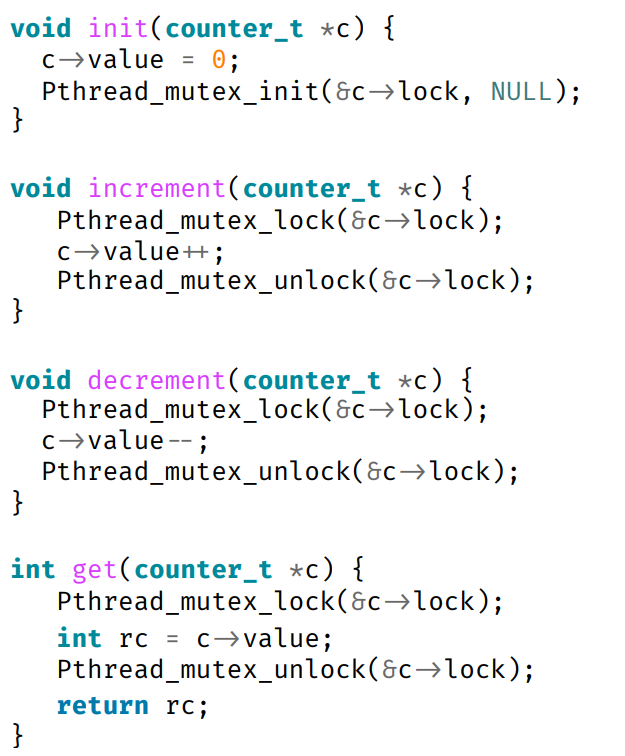 void init(counter_t *c) {
  c->value = 0;
  Pthread_mutex_init(&c->lock, NULL);
}

void increment(counter_t *c) {
   Pthread_mutex_lock(&c->lock);
   c->value++;
   Pthread_mutex_unlock(&c->lock);
}

void decrement(counter_t *c) {
  Pthread_mutex_lock(&c->lock);
  c->value--;
  Pthread_mutex_unlock(&c->lock);
}

int get(counter_t *c) {
   Pthread_mutex_lock(&c->lock);
   int rc = c->value;
   Pthread_mutex_unlock(&c->lock);
   return rc;
}